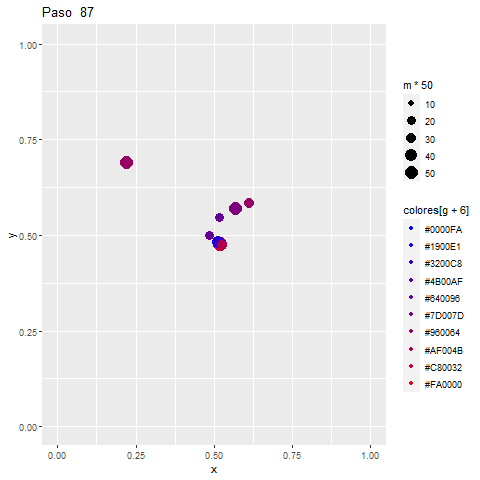 Paso  87
1.00
0.75
0.50
0.25
0.00
y
0.00 0.25 0.50 0.75 1.00
x
m * 50
10
20
30
40
50
colores[g + 6]
#0000FA
#1900E1
#3200C8
#4B00AF
#640096
#7D007D
#960064
#AF004B
#C80032
#FA0000